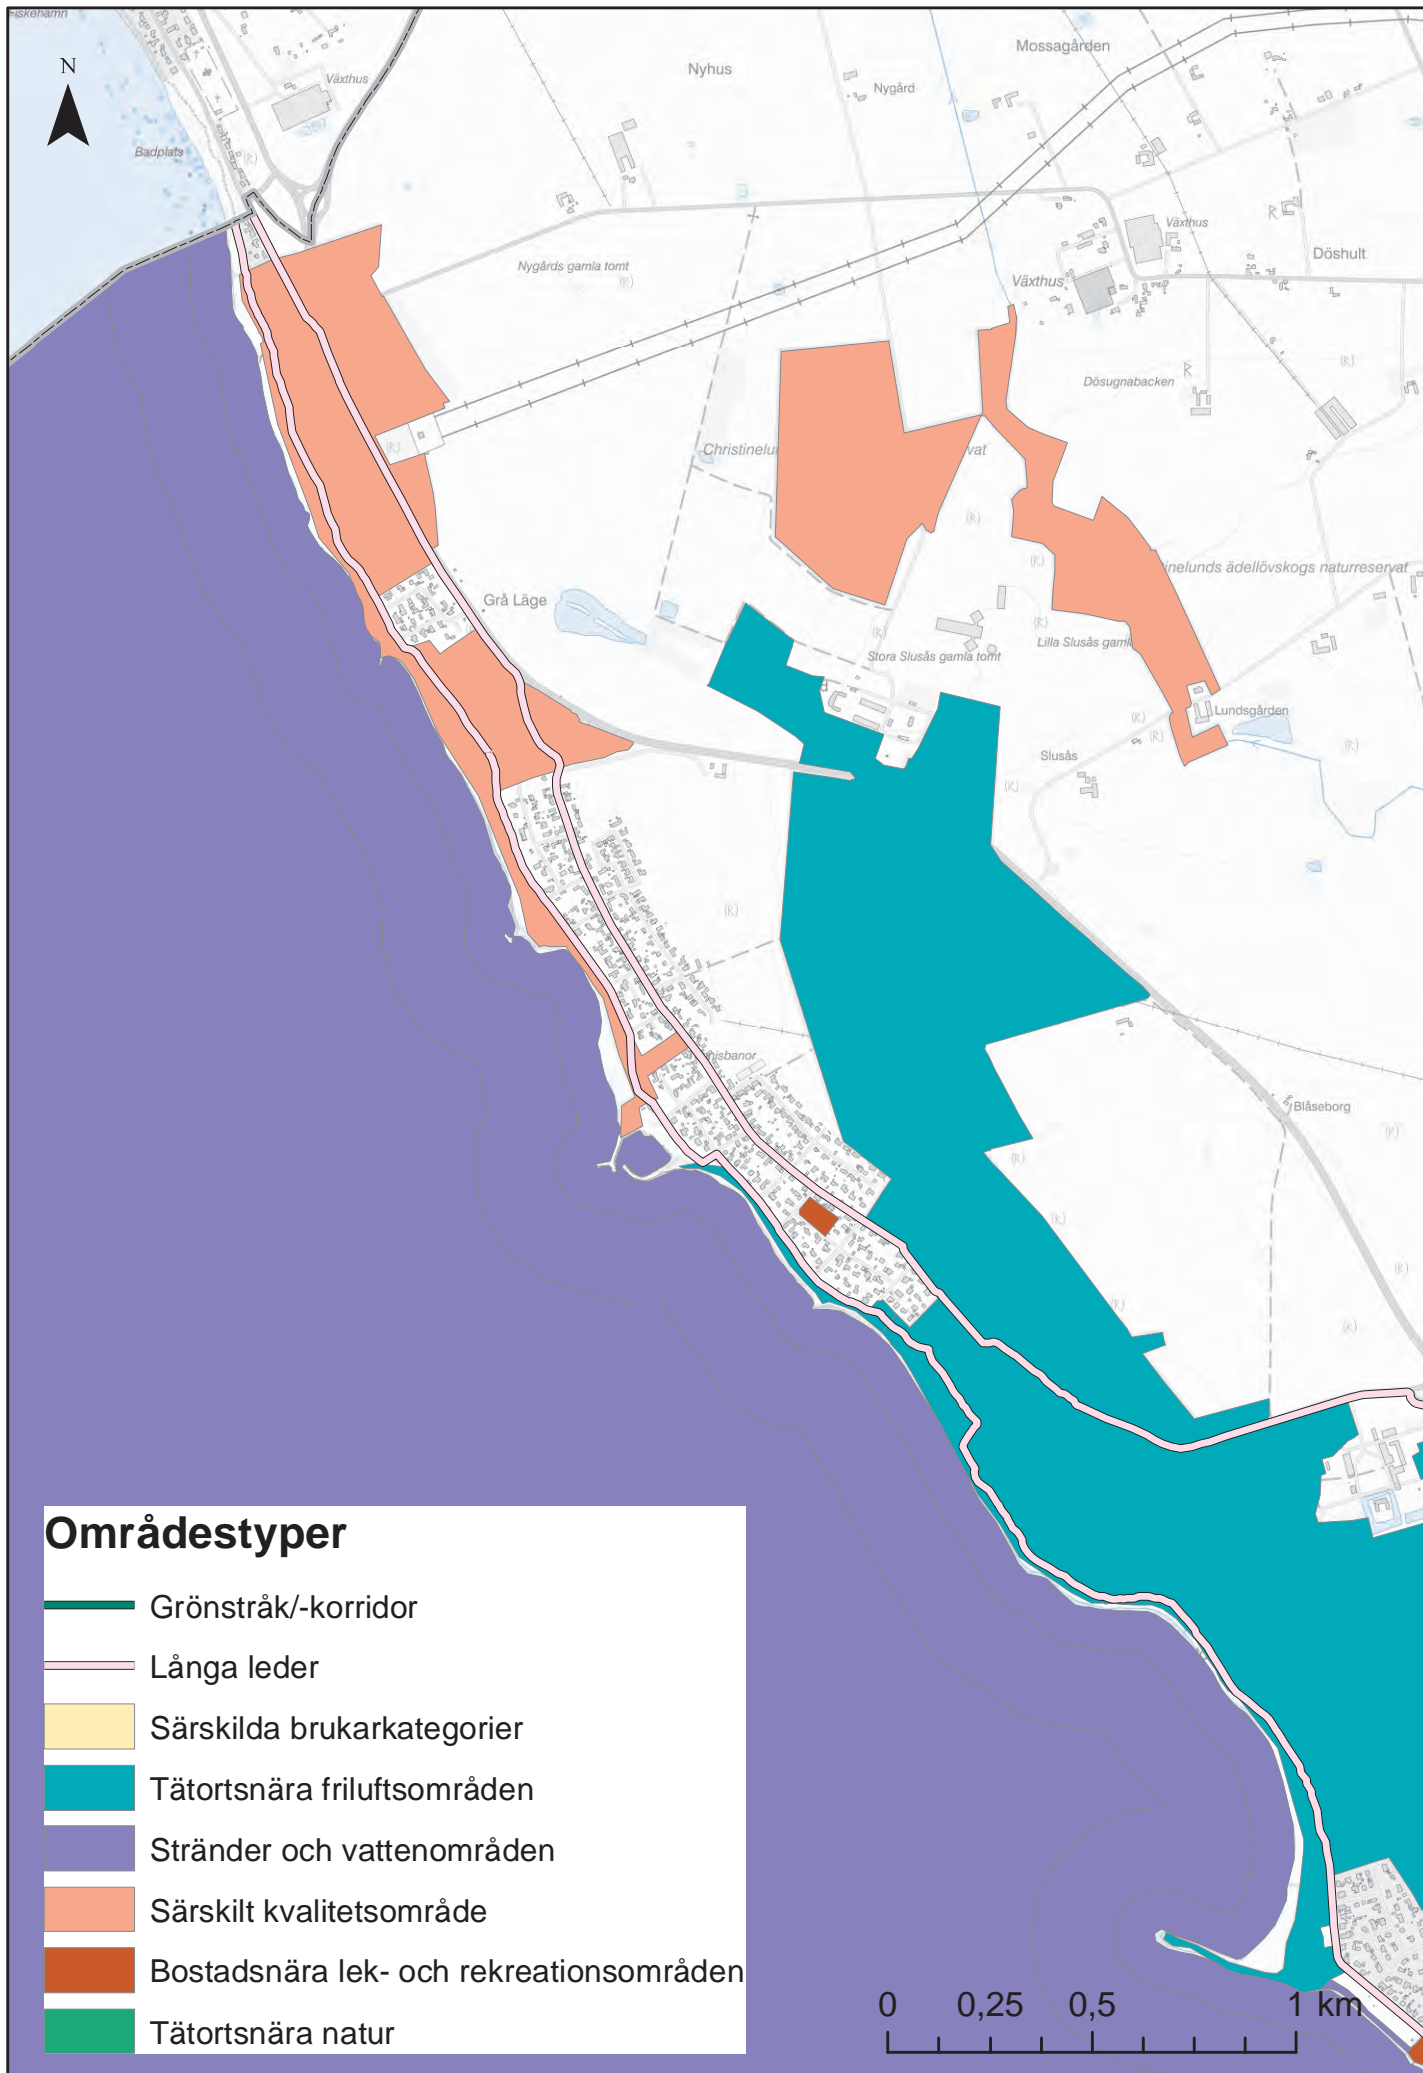 Fiskehamn
N
Växthus
Badplats
(R)
Nyhus
Nygård
Mossagården
R
Växthus
Döshult
Nygårds gamla tomt
(R)
Växthus
R
(R)
Dösugnabacken
(R)
Christinelu
vat
(R)
inelunds ädellövskogs naturreservat
(R)
Grå Läge
(R)
(R)
Stora Slusås gamla tomt
Lilla Slusås gaml
d
Lundsgården
(R)
(R)
(R)
Slusås
(R)
(R)
nisbanor
Blåseborg
(R)
(R)
(R)
(R)
(R)
(R)
Områdestyper
Grönstråk/-korridor
Långa leder
Särskilda brukarkategorier
Tätortsnära friluftsområden
Stränder och vattenområden
Särskilt kvalitetsområde
Bostadsnära lek- och rekreationsområden
Tätortsnära natur
0 0,25 0,5 1 km